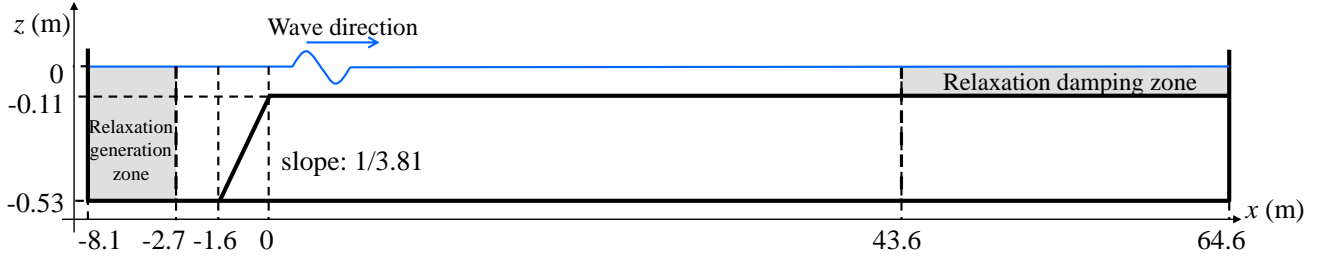 z (m)
Wave direction
0
Relaxation damping zone
-0.11
Relaxation
generation
zone
slope: 1/3.81
-0.53
x (m)
-8.1 -2.7 -1.6 0 43.6 64.6